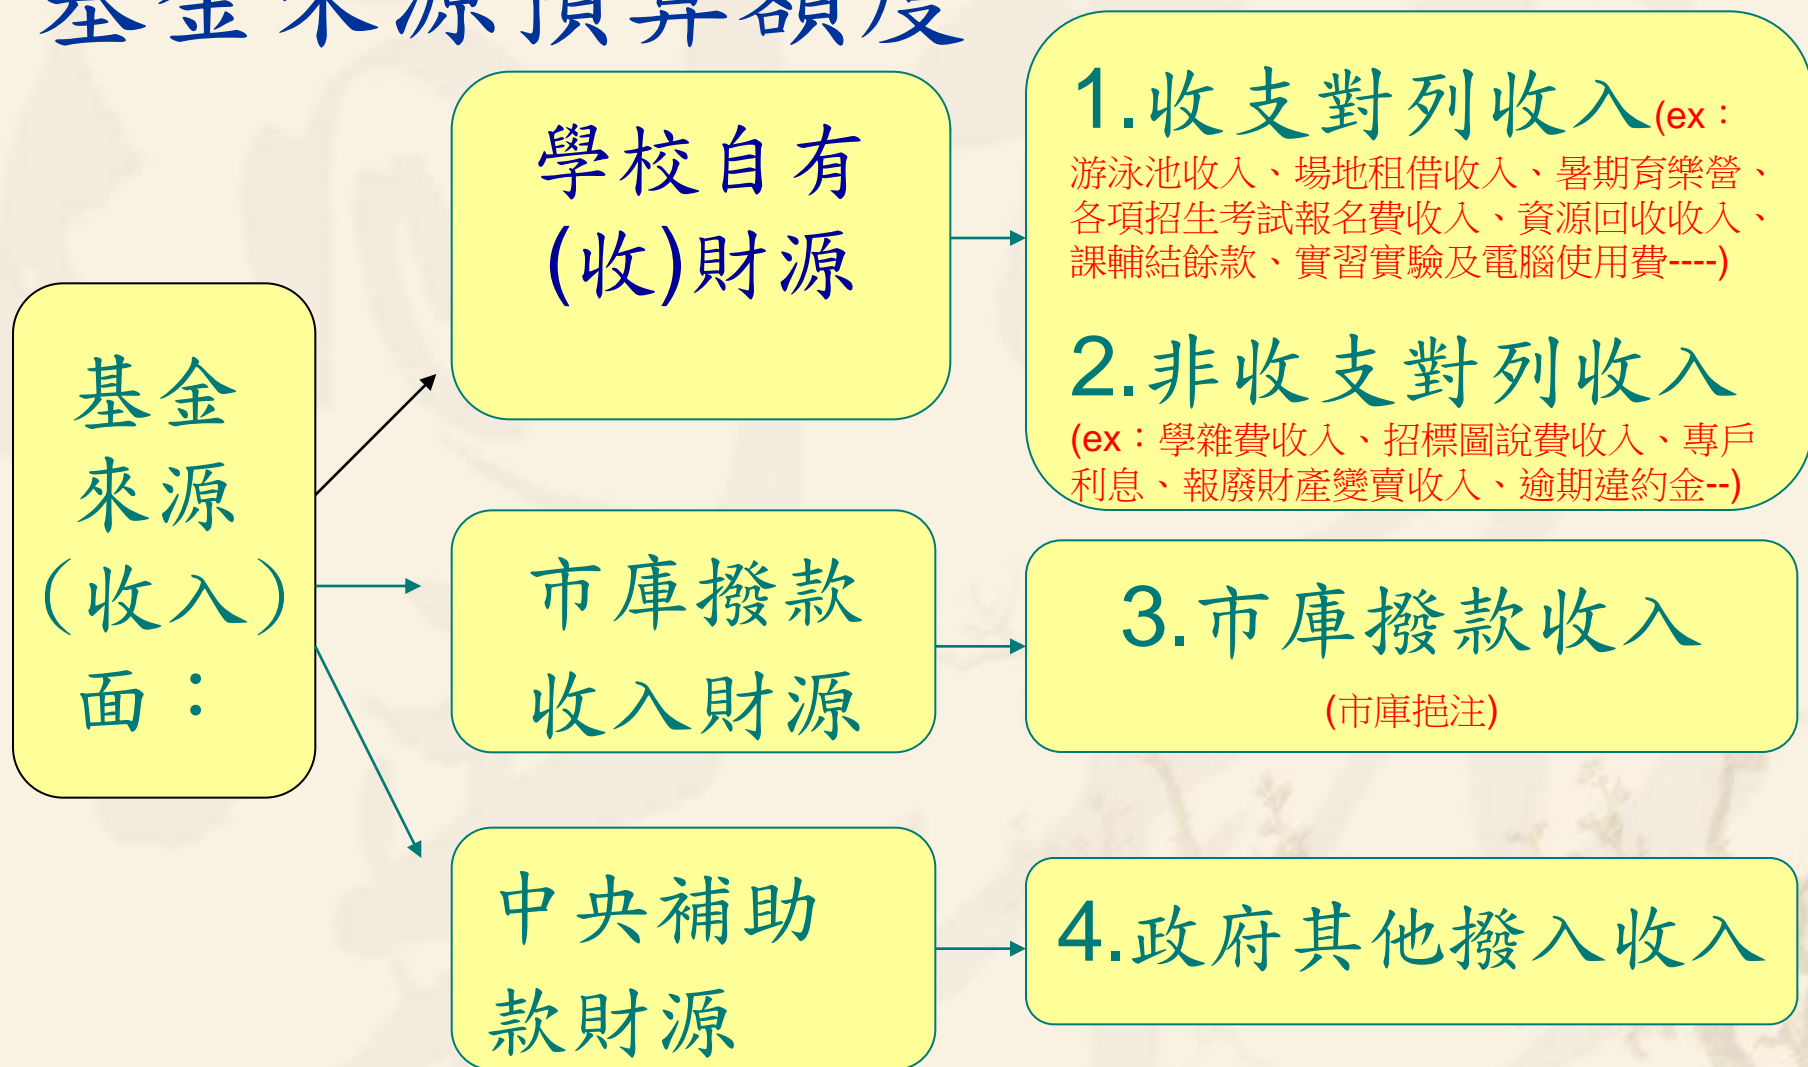 基金來源預算額度
基金
來源
(收入)
面：
學校自有
(收)財源
市庫撥款
收入財源
中央補助
款財源
1.收支對列收入(ex：
游泳池收入、場地租借收入、暑期育樂營、
各項招生考試報名費收入、資源回收收入、
課輔結餘款、實習實驗及電腦使用費----)
2.非收支對列收入
(ex：學雜費收入、招標圖說費收入、專戶
利息、報廢財產變賣收入、逾期違約金--)
3.市庫撥款收入
(市庫挹注)
4.政府其他撥入收入